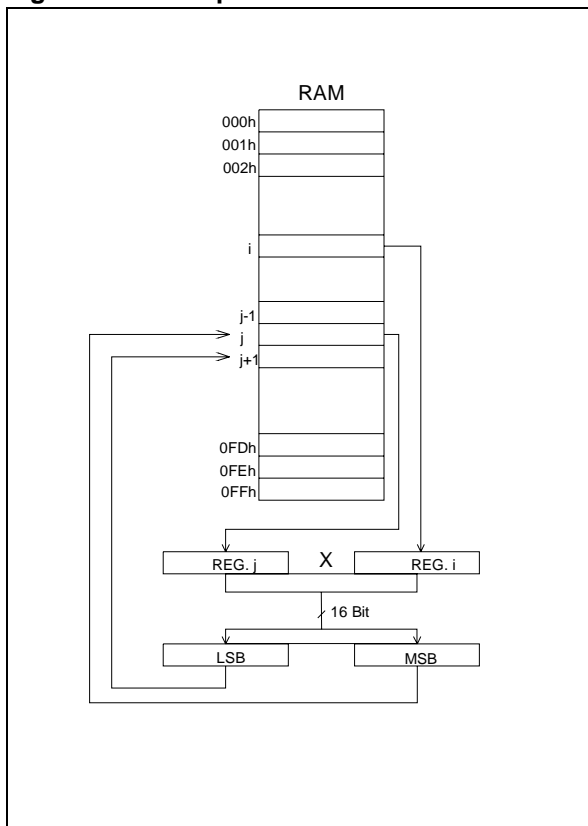 RAM
000h
001h
002h
i
j-1
j
j+1
0FDh
0FEh
0FFh
REG. j X REG. i
16 Bit
LSB MSB